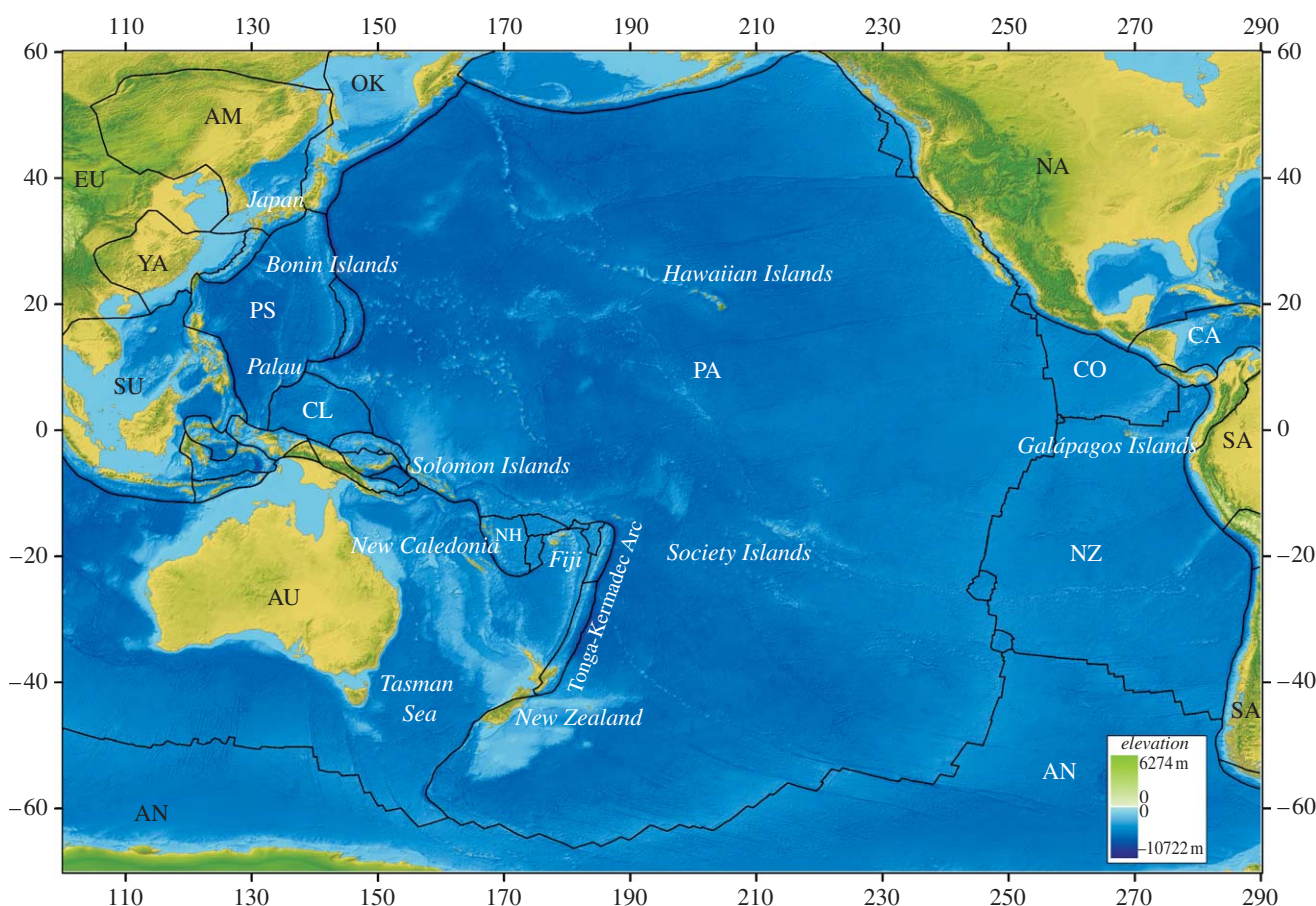 110 130 150 170 190 210 230 250 270 290
60 60
OK
AM
EU
NA
40 40
Japan
YA
Bonin Islands
Hawaiian Islands
20 20
PS
CA
Palau
PA
CO
SU
CL
0 0
Galápagos Islands
SA
Solomon Islands
NH
New Caledonia
Fiji
Society Islands
Tonga-Kermadec Arc
–20 –20
NZ
AU
–40 –40
Tasman
Sea
New Zealand
SA
elevation
6274 m
0
0
–10722 m
AN
AN
–60 –60
110 130 150 170 190 210 230 250 270 290